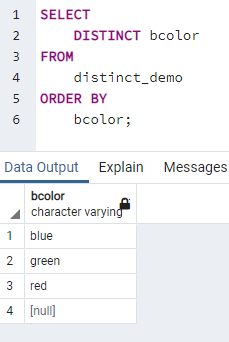 1 SELECT
2 DISTINCT bcolor
3 FROM
4 distinct_demo
5 ORDER BY
6 bcolor;
Data Output Explain Messages
bcolor
character varying
1 blue
2 green
3 red
4 [null]